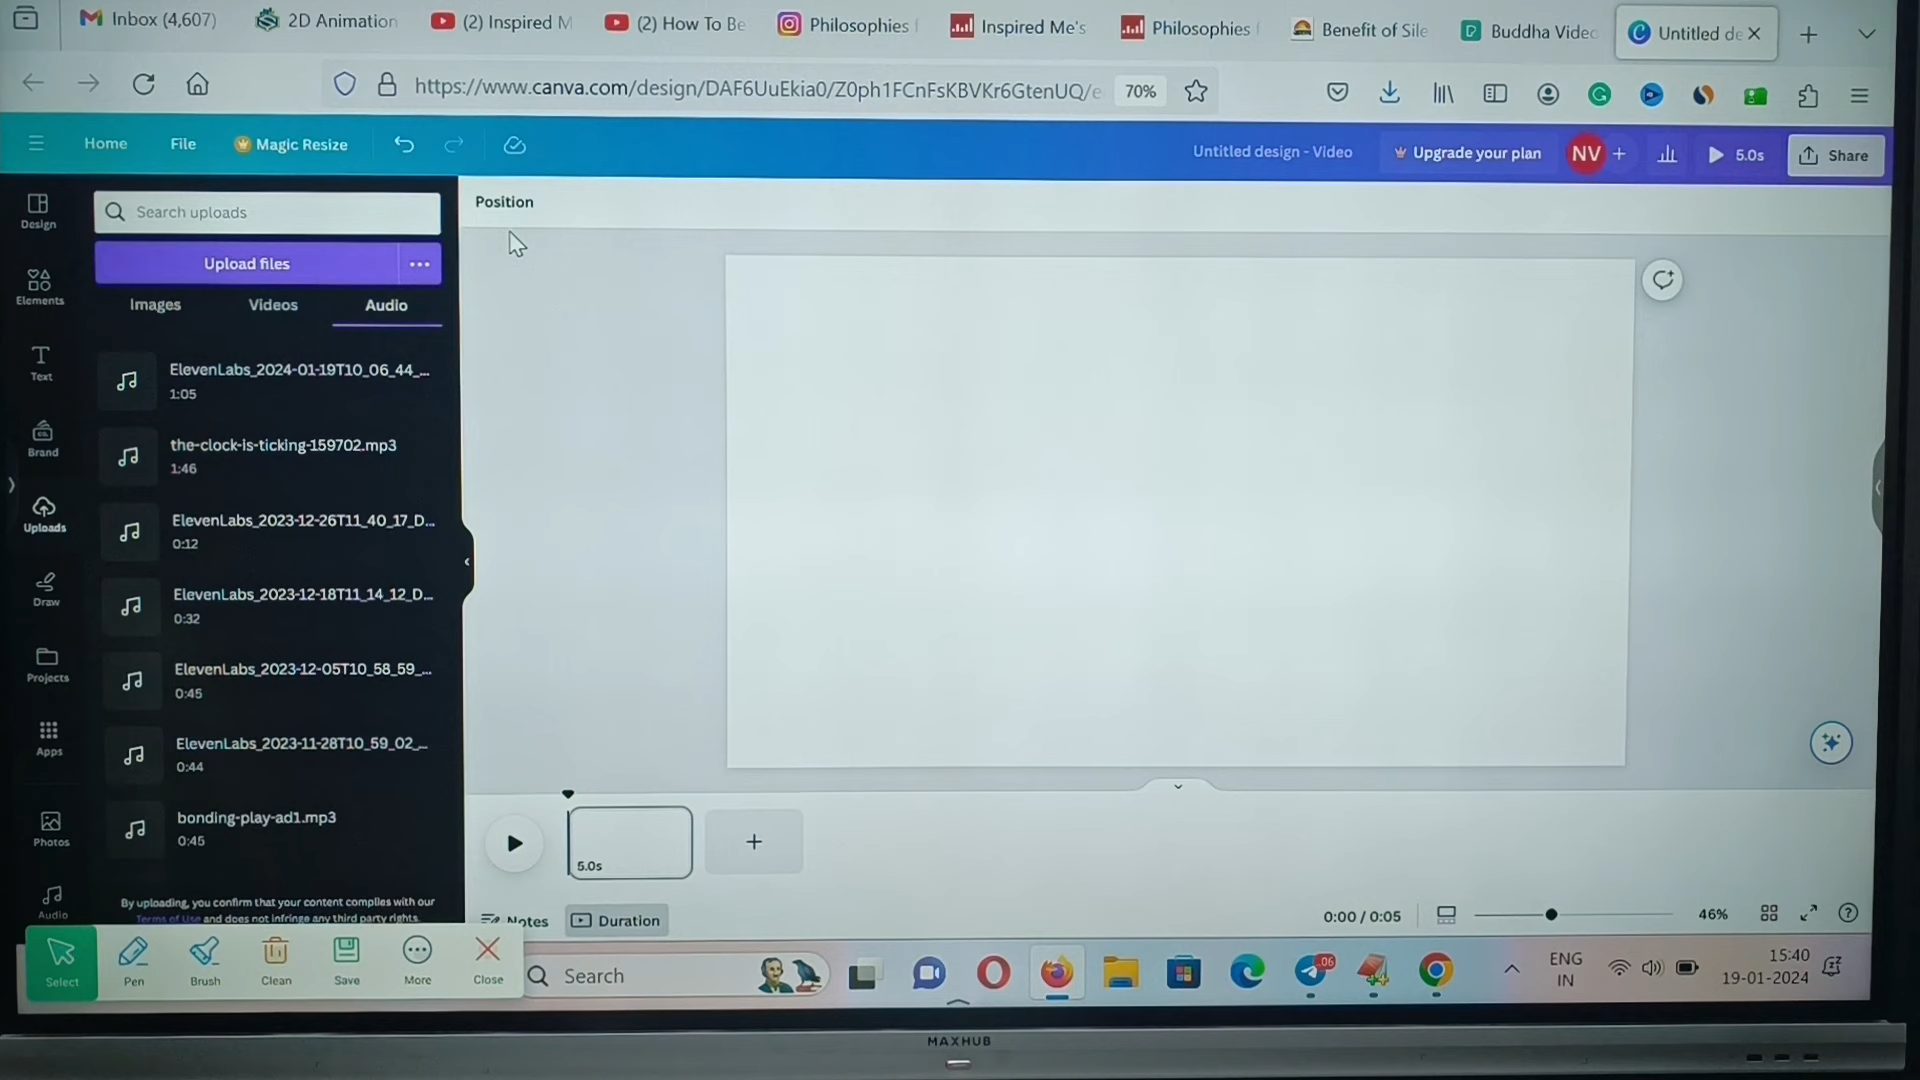 Inbox (4,607)
2D Animation
(2) Inspired M
(2) How To Be
Philosophies
Inspired Me's
Philosophies
Benefit of Sile
Buddha Videc
Untitled de
https://www.canva.com/design/DAF6UuEkia0/Z0ph1FCnFsKBVKr6GtenUQ/e
70%
Home
File
Magic Resize
Untitled design - Video
Upgrade your plan
NV
5.0s
Share
Design
Elements
Text
Brand
Uploads
Draw
Projects
Apps
Photos
Audio
Search uploads
Upload files
Images
Videos
Audio
ElevenLabs_2024-01-19T10_06_44_...
1:05
the-clock-is-ticking-159702.mp3
1:46
ElevenLabs_2023-12-26T11_40_17_D...
0:12
ElevenLabs_2023-12-18T11_14_12_D...
0:32
ElevenLabs_2023-12-05T10_58_59_...
0:45
ElevenLabs_2023-11-28T10_59_02_...
0:44
bonding-play-ad1.mp3
0:45
By uploading, you confirm that your content complies with our
Terms of Use and does not infringe any third party rights.
Position
5.0s
Notes
Duration
0:00 / 0:05
46%
Select
Pen
Brush
Clean
Save
More
Close
Search
06
ENG
IN
15:40
19-01-2024
MAXHUB